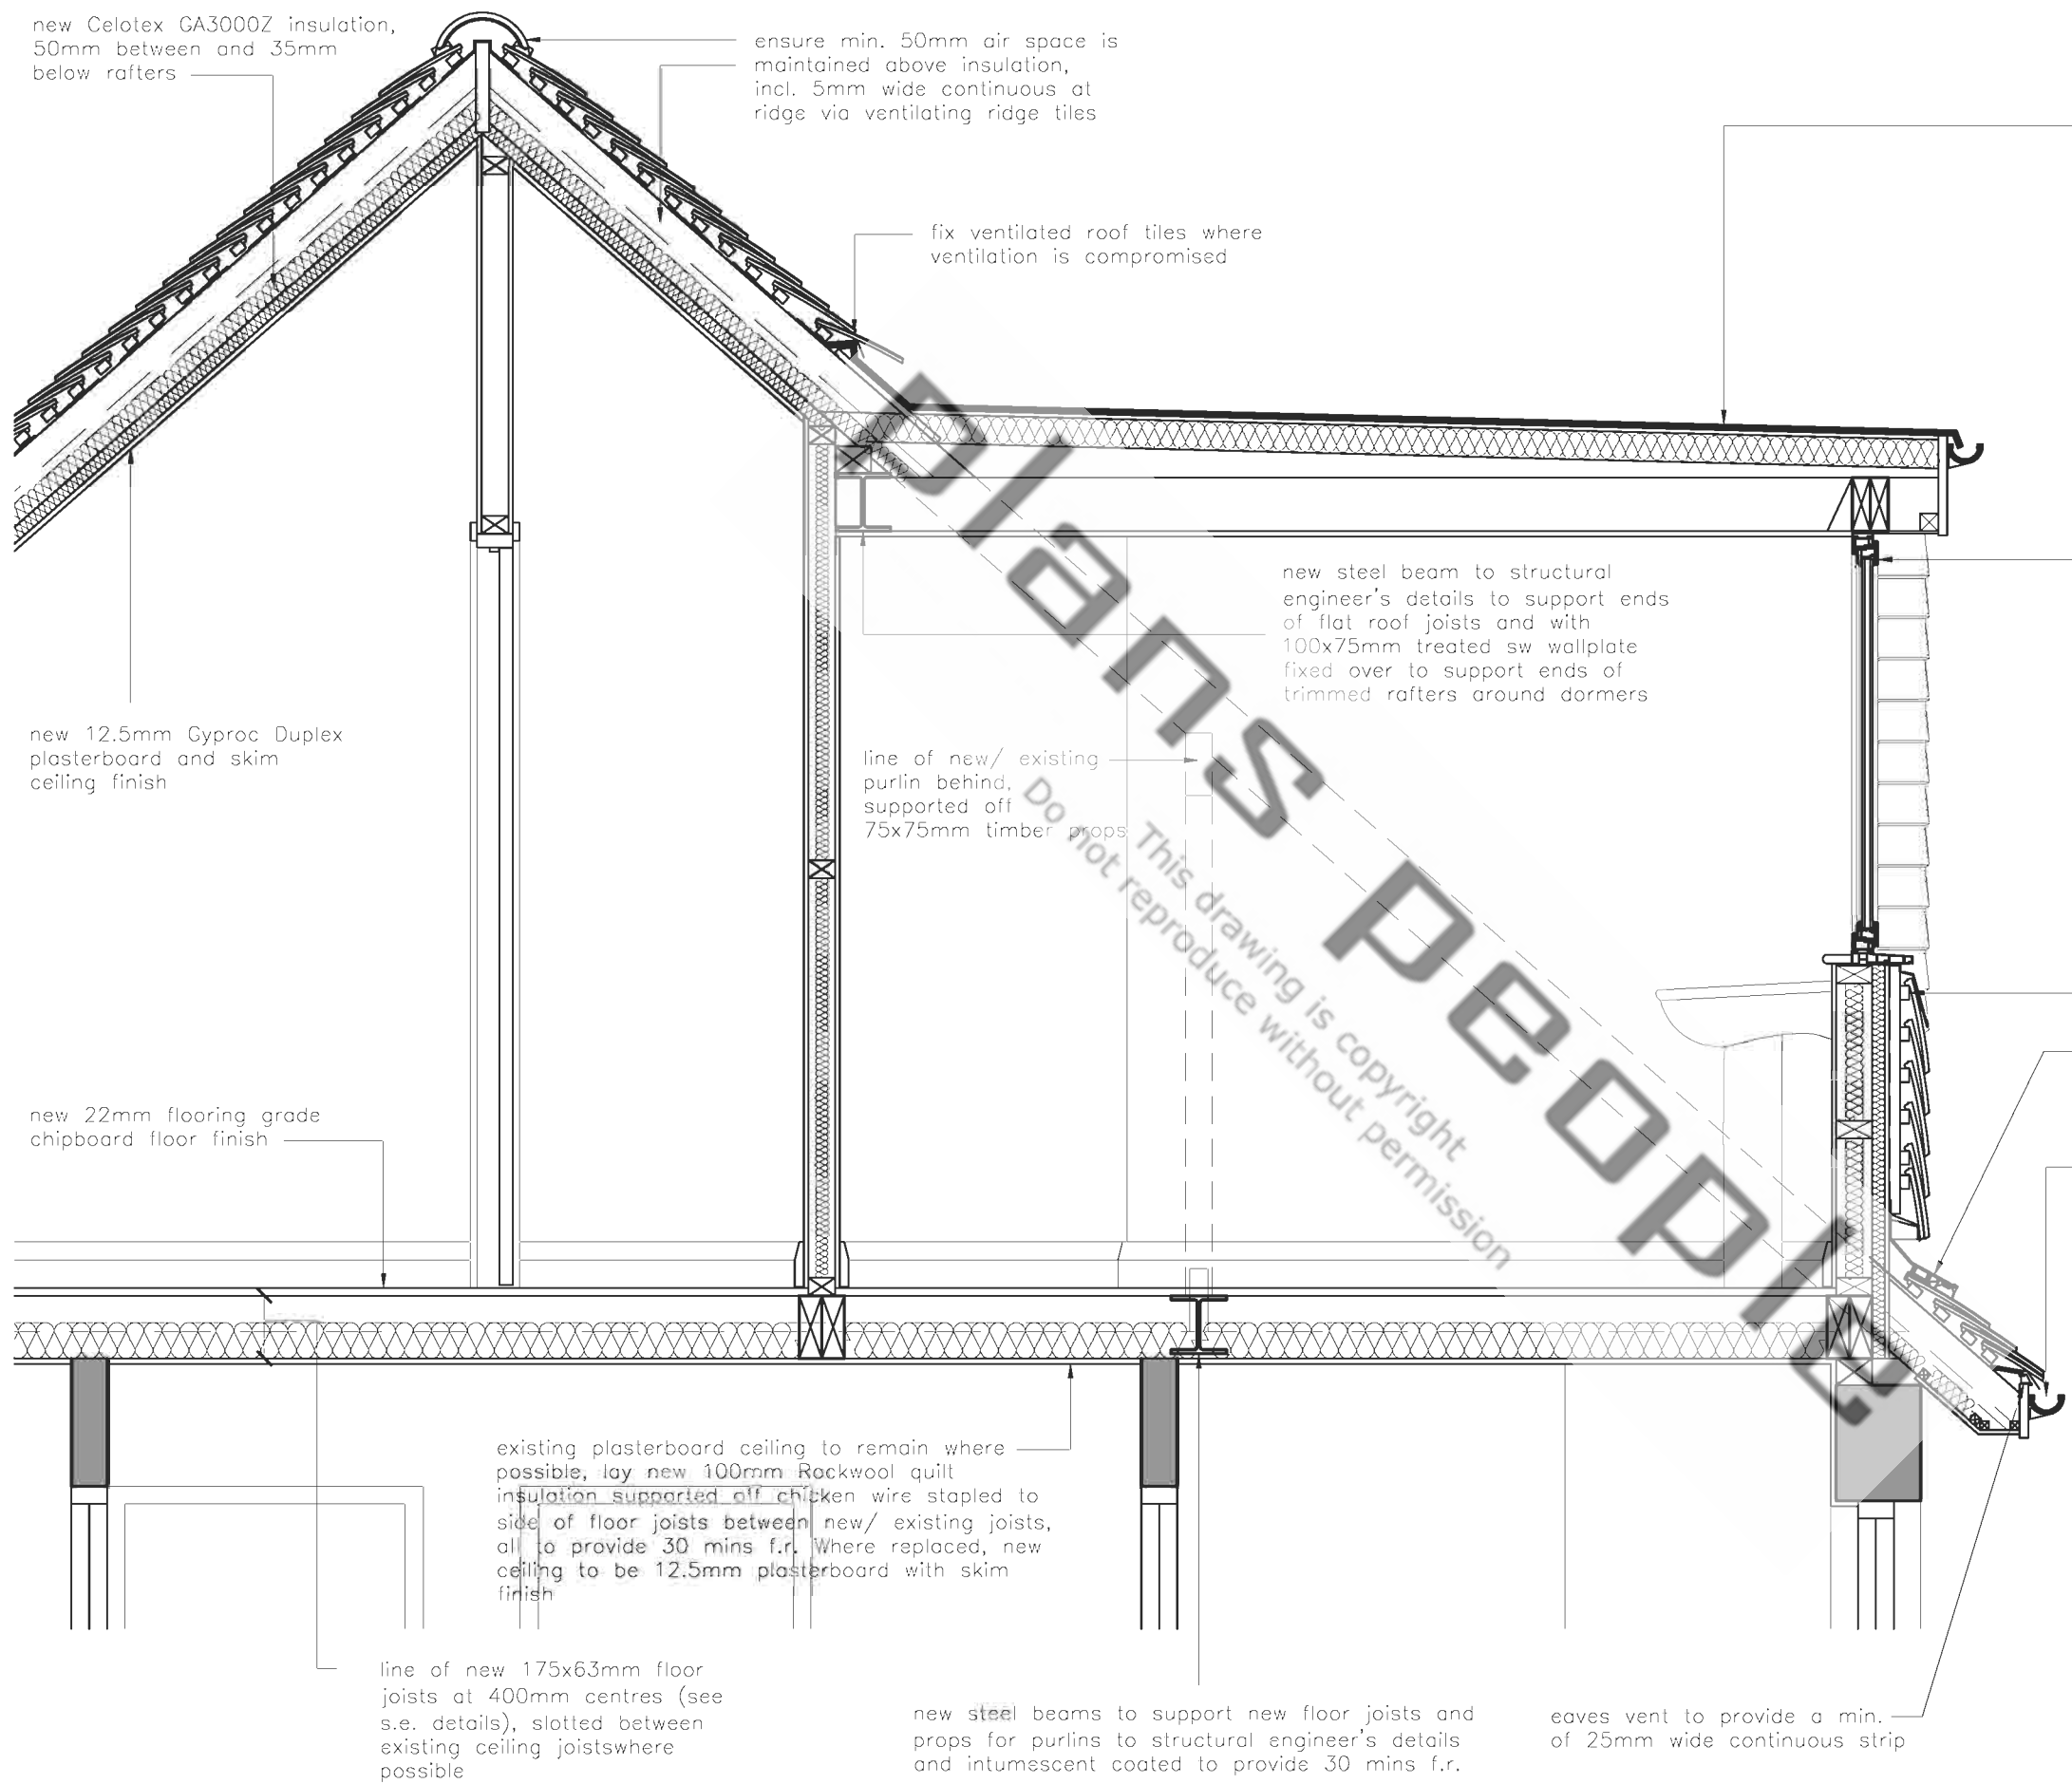 new Celotex GA3000Z insulation,
50mm between and 35mm
below rafters
ensure min. 50mm air space is
maintained above insulation,
incl. 5mm wide continuous at
ridge via ventilating ridge tiles
fix ventilated roof tiles where
ventilation is compromised
new steel beam to structural
engineer's details to support ends
of flat roof joists and with
100x75mm treated sw wallplate
fixed over to support ends of
trimmed rafters around dormers
new 12.5mm Gyproc Duplex
plasterboard and skim
ceiling finish
line of new/ existing
purlin behind,
supported off
75x75mm timber props
plans people
This drawing is copyright
Do not reproduce without permission
new 22mm flooring grade
chipboard floor finish
existing plasterboard ceiling to remain where
possible, lay new 100mm Rockwool quilt
insulation supported off chicken wire stapled to
side of floor joists between new/ existing joists,
all to provide 30 mins f.r. Where replaced, new
ceiling to be 12.5mm plasterboard with skim
finish
line of new 175x63mm floor
joists at 400mm centres (see
s.e. details), slotted between
existing ceiling joistswhere
possible
new steel beams to support new floor joists and
props for purlins to structural engineer's details
and intumescent coated to provide 30 mins f.r.
eaves vent to provide a min.
of 25mm wide continuous strip